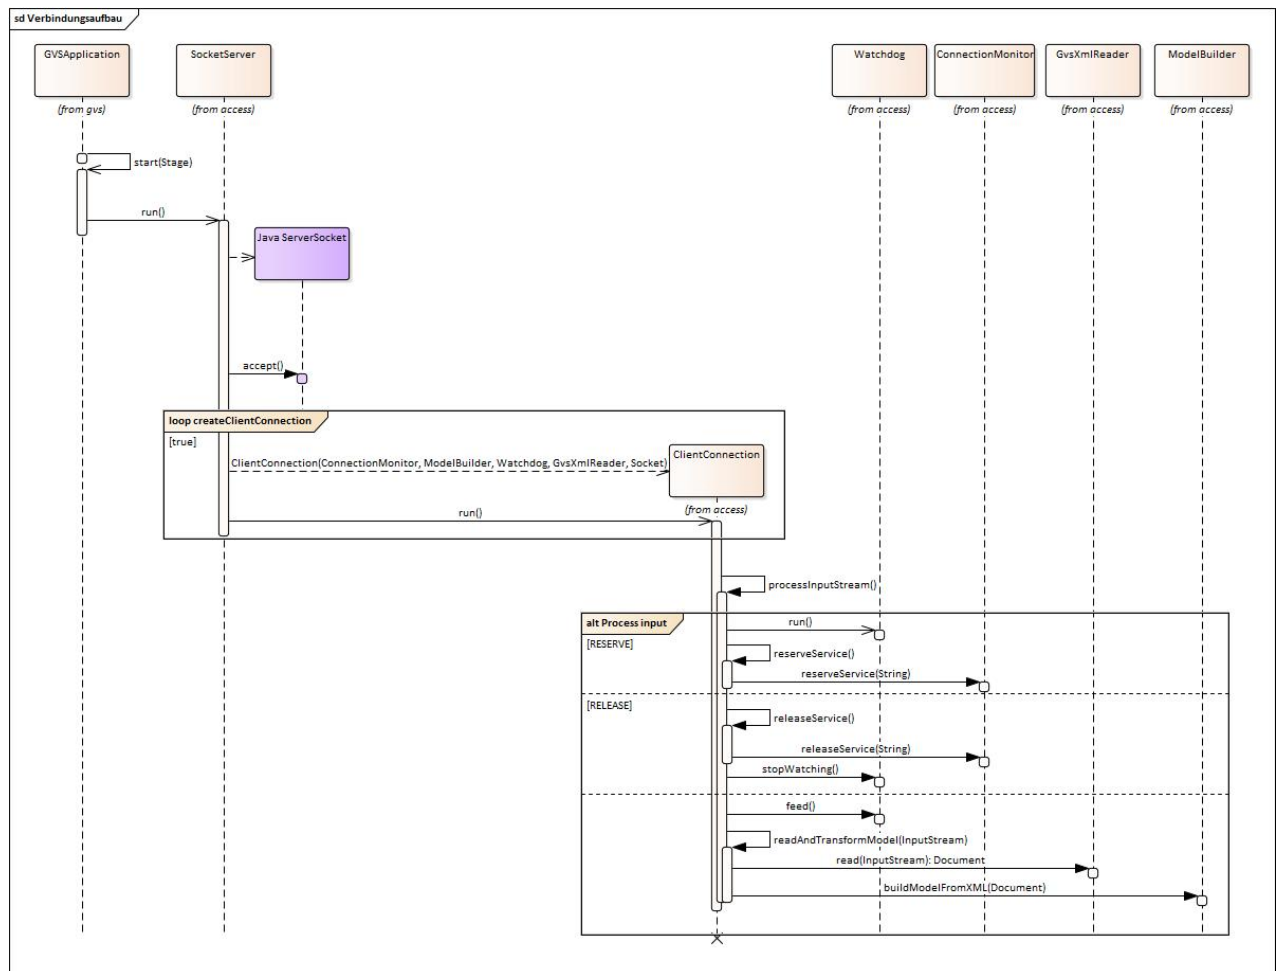 sd Verbindungsaufbau
GVSApplication
SocketServer
Watchdog
ConnectionMonitor
GvsXmlReader
ModelBuilder
(from gvs)
(from access)
(from access)
(from access)
(from access)
(from access)
start(Stage)
run()
Java ServerSocket
accept()
loop createClientConnection
[true]
ClientConnection(ConnectionMonitor, ModelBuilder, Watchdog, GvsXmlReader, Socket)
ClientConnection
(from access)
run()
processInputStream()
alt Process input
run()
[RESERVE]
reserveService()
reserveService(String)
[RELEASE]
releaseService()
releaseService(String)
stopWatching()
feed()
readAndTransformModel(InputStream)
read(InputStream): Document
buildModelFromXML(Document)